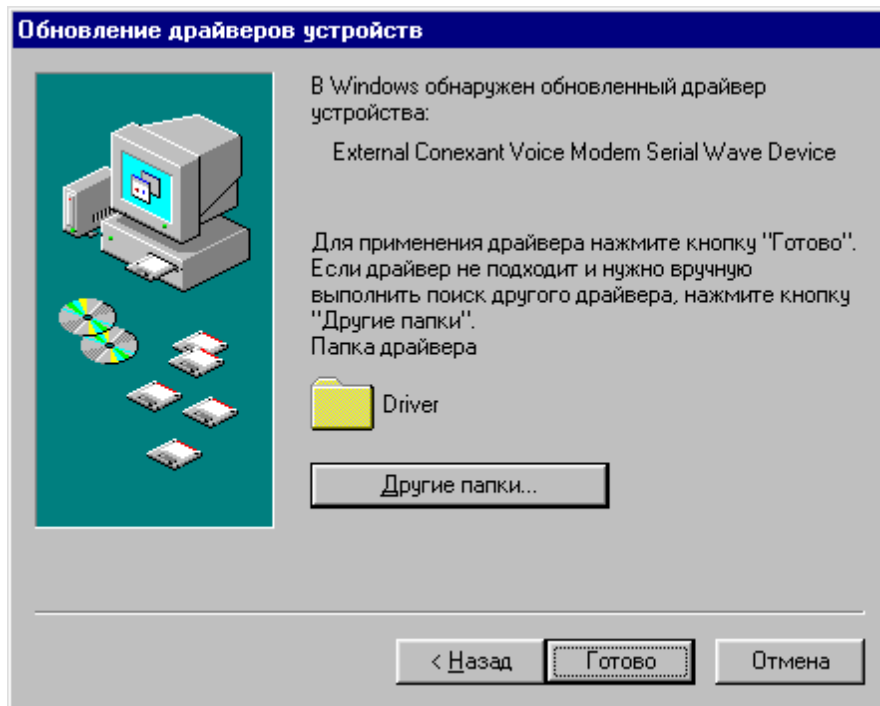 Обновление драйверов устройств
В Windows обнаружен обновленный драйвер
устройства:
External Conexant Voice Modem Serial Wave Device
Для применения драйвера нажмите кнопку "Готово".
Если драйвер не подходит и нужно вручную
выполнить поиск другого драйвера, нажмите кнопку
"Другие папки".
Папка драйвера
Driver
Другие папки...
< Назад
Готово
Отмена